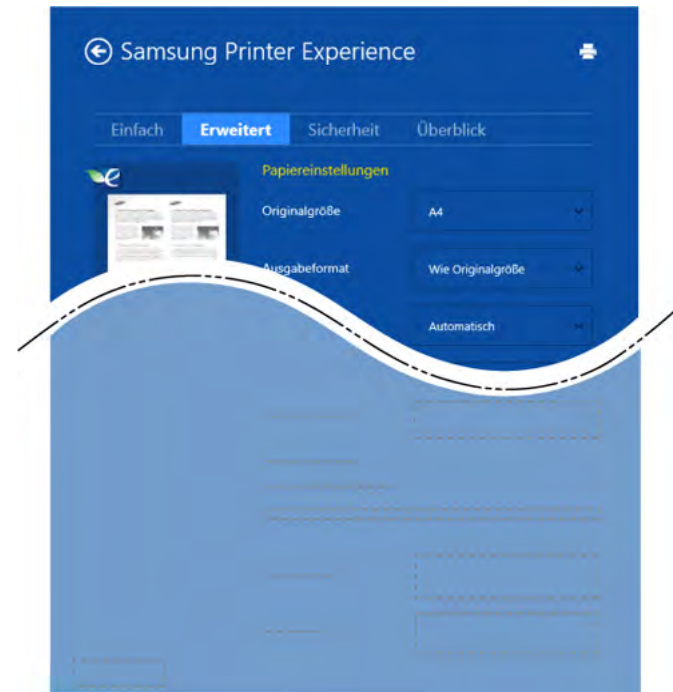 Samsung Printer Experience
Einfach Erweitert Sicherheit Überblick
Papiereinstellungen
Originalgröße A4
Ausgabeformat Wie Originalgröße
Automatisch